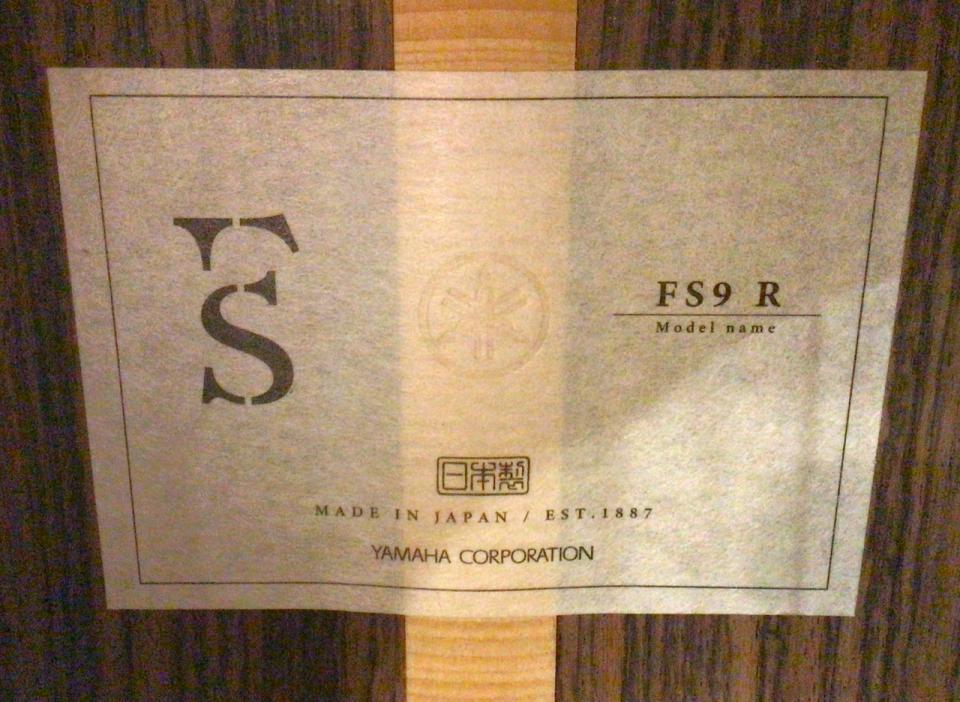 FS
FS9 R
Model name
日本製
MADE IN JAPAN / EST.1887
YAMAHA CORPORATION